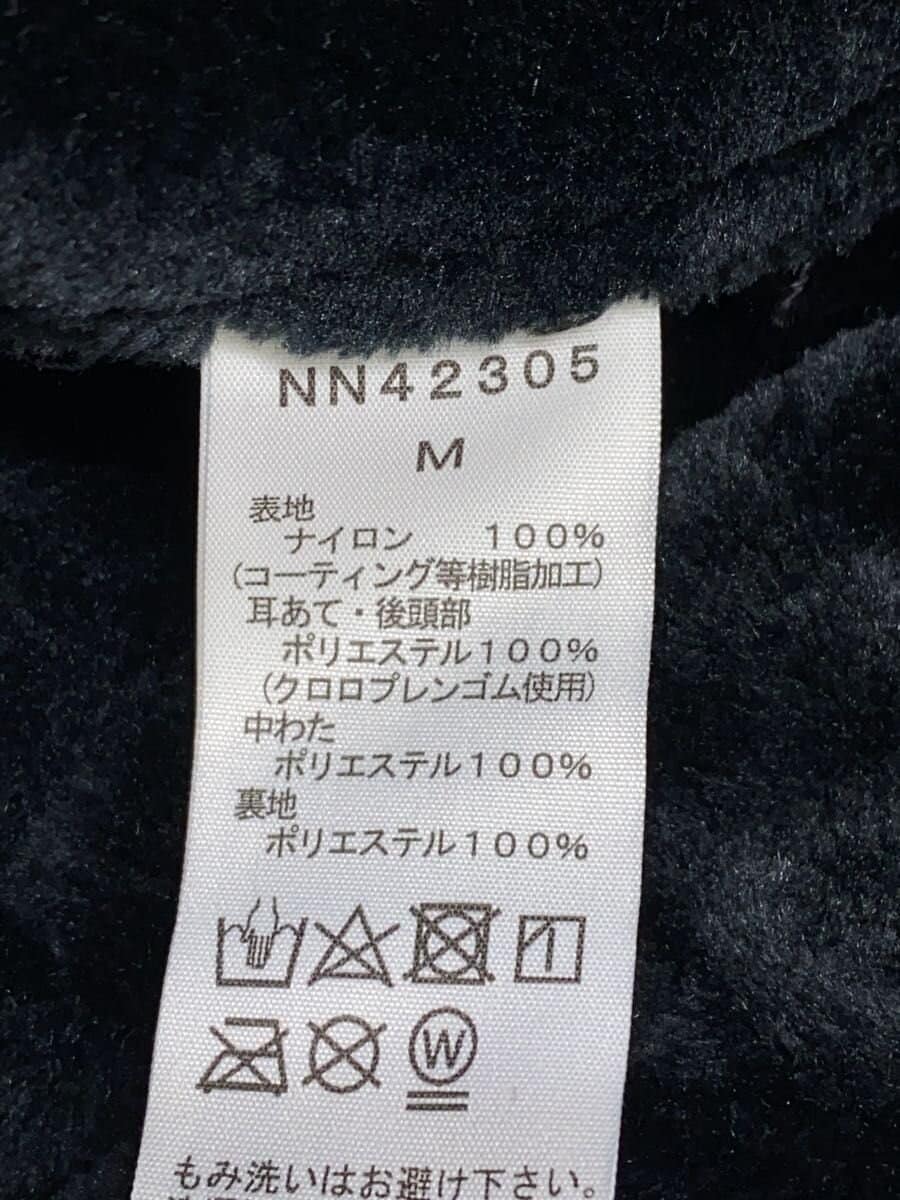 NN42305
M
表地
ナイロン 100%
(コーティング等樹脂加工)
耳あて・後頭部
ポリエステル100%
(クロロプレンゴム使用)
中わた
ポリエステル100%
裏地
ポリエステル100%
W
もみ洗いはお避け下さい。